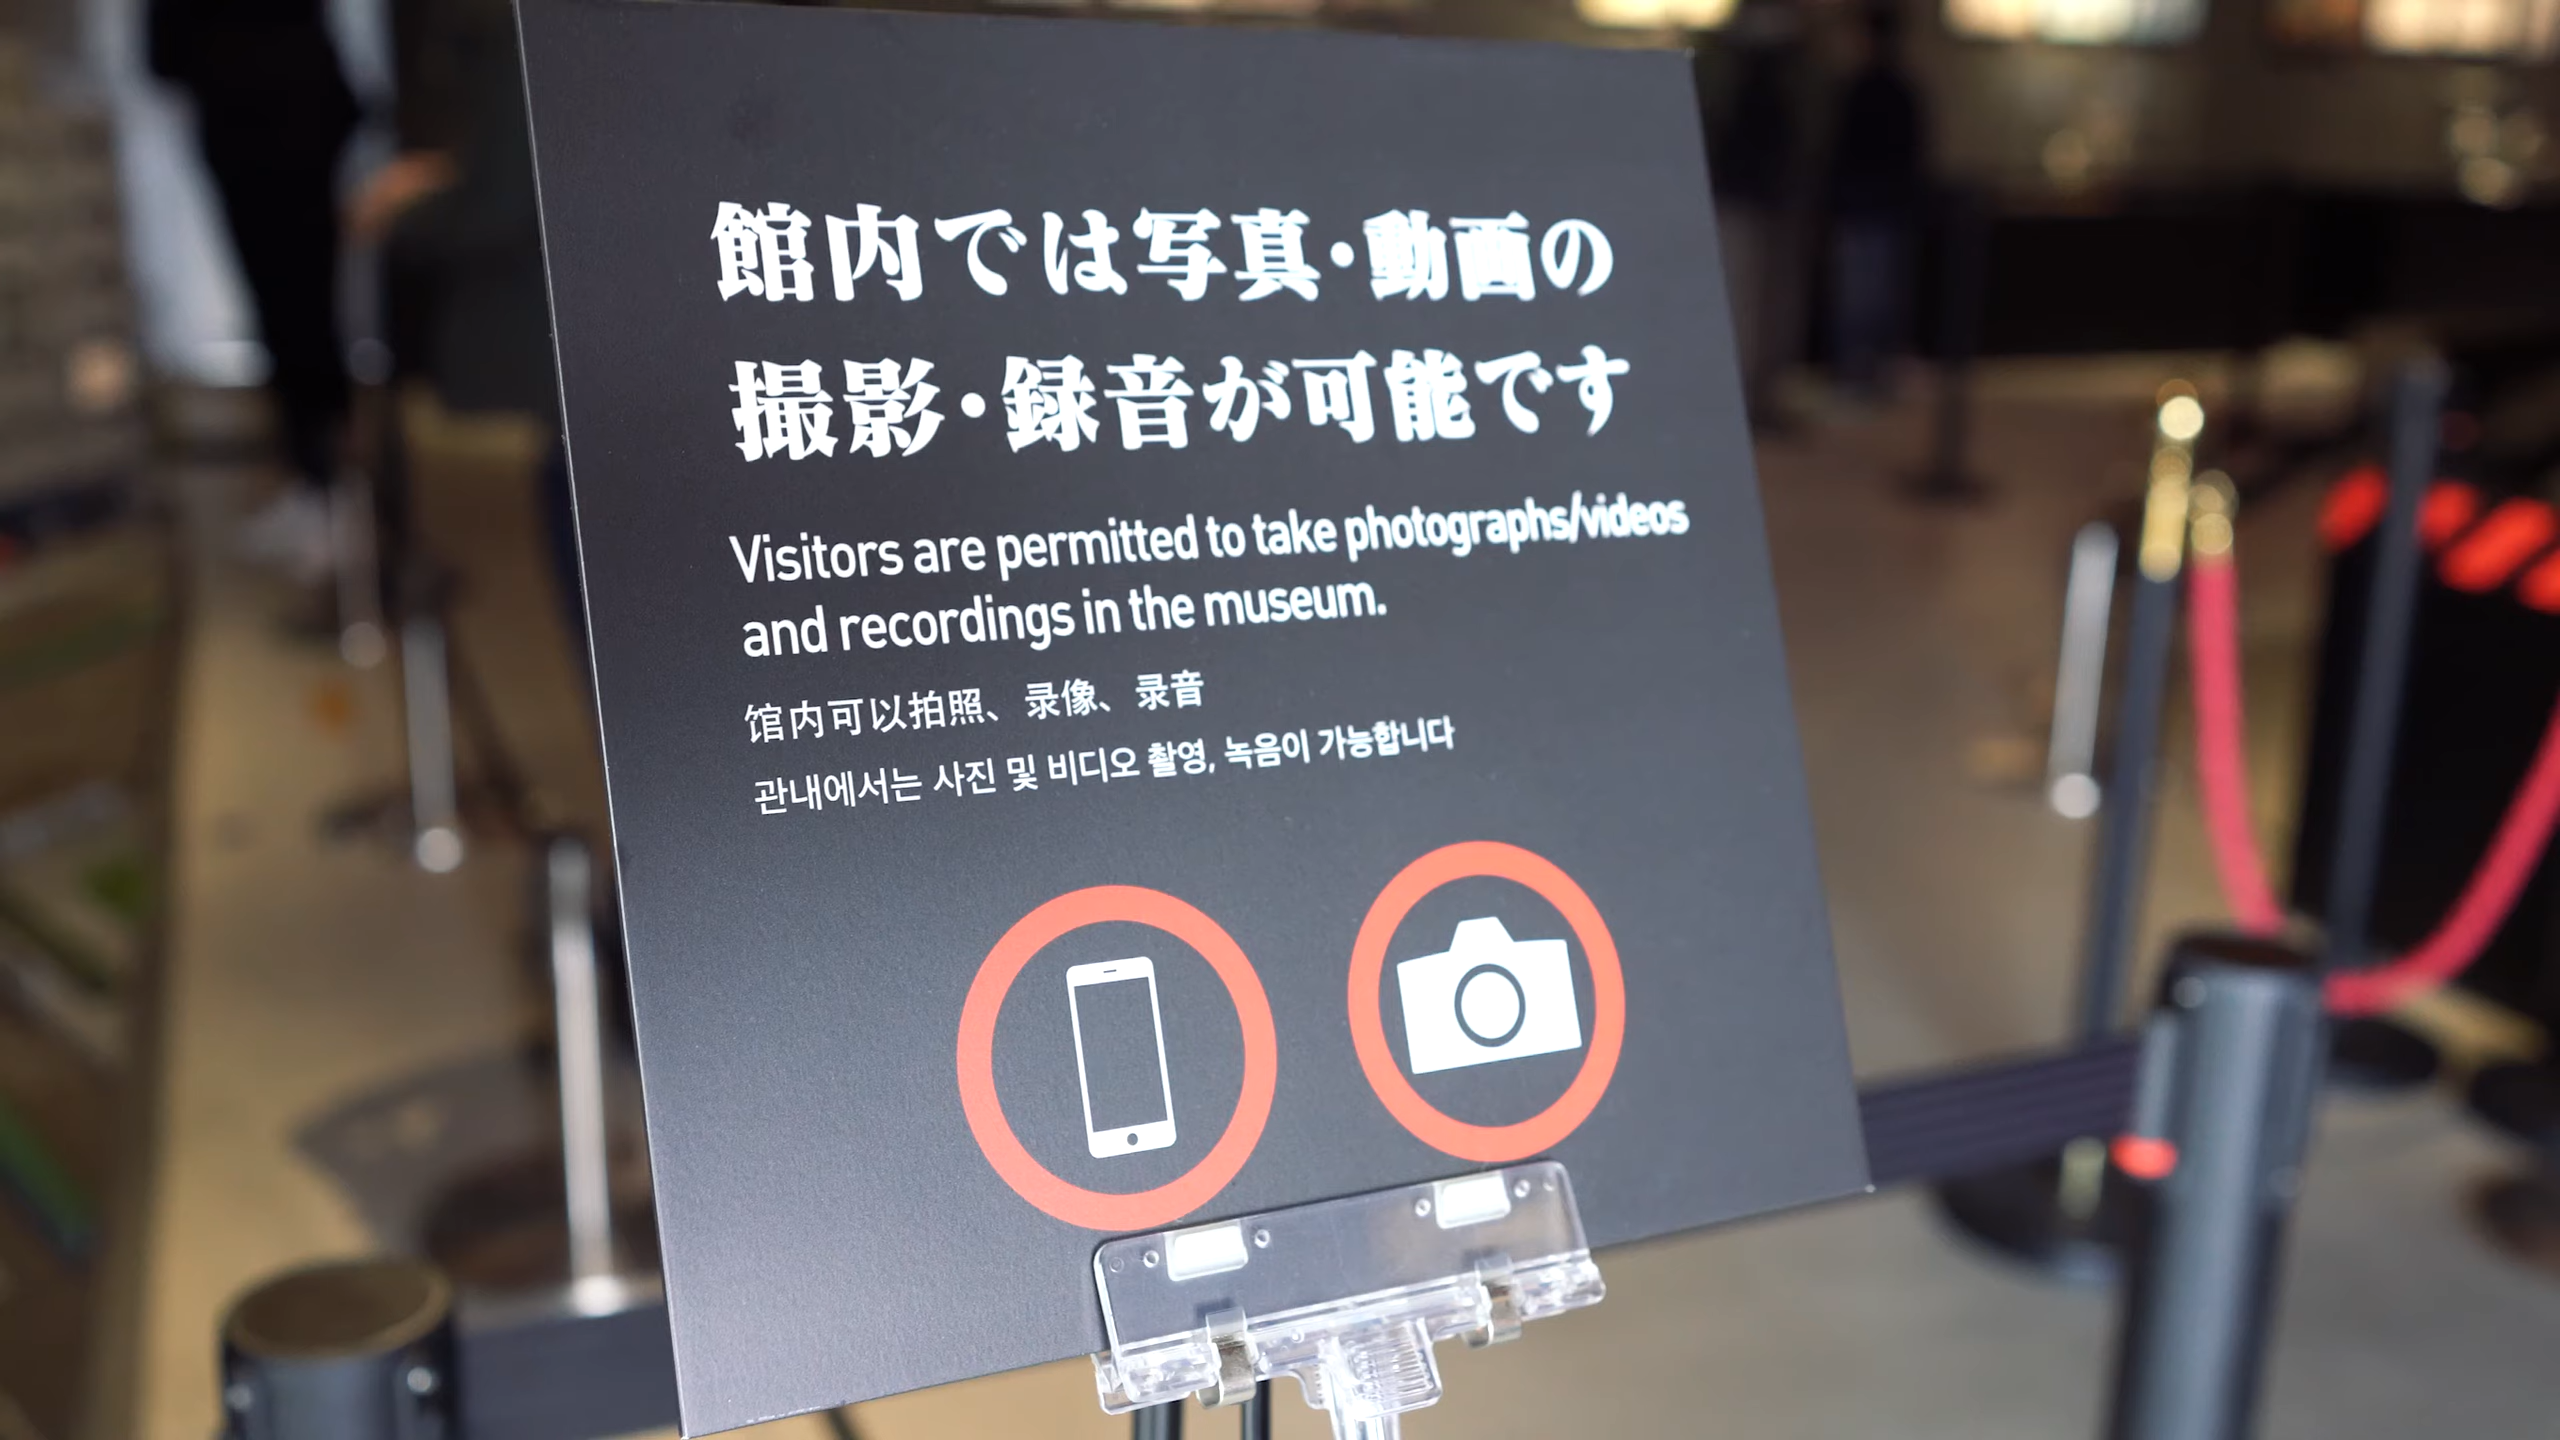 館内では写真・動画の
撮影・録音が可能です
Visitors are permitted to take photographs/videos
and recordings in the museum.
馆内可以拍照、录像、录音
관내에서는 사진 및 비디오 촬영, 녹음이 가능합니다